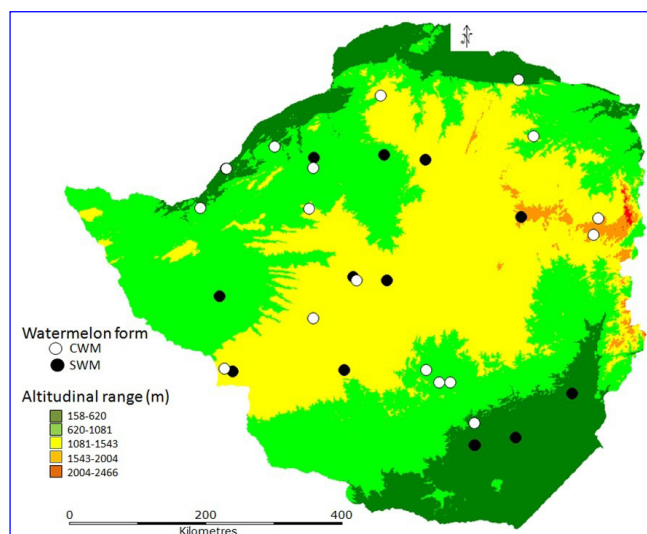 N
Watermelon form
CWM
SWM
Altitudinal range (m)
158-620
620-1081
1081-1543
1543-2004
2004-2466
0 200 400
Kilometres